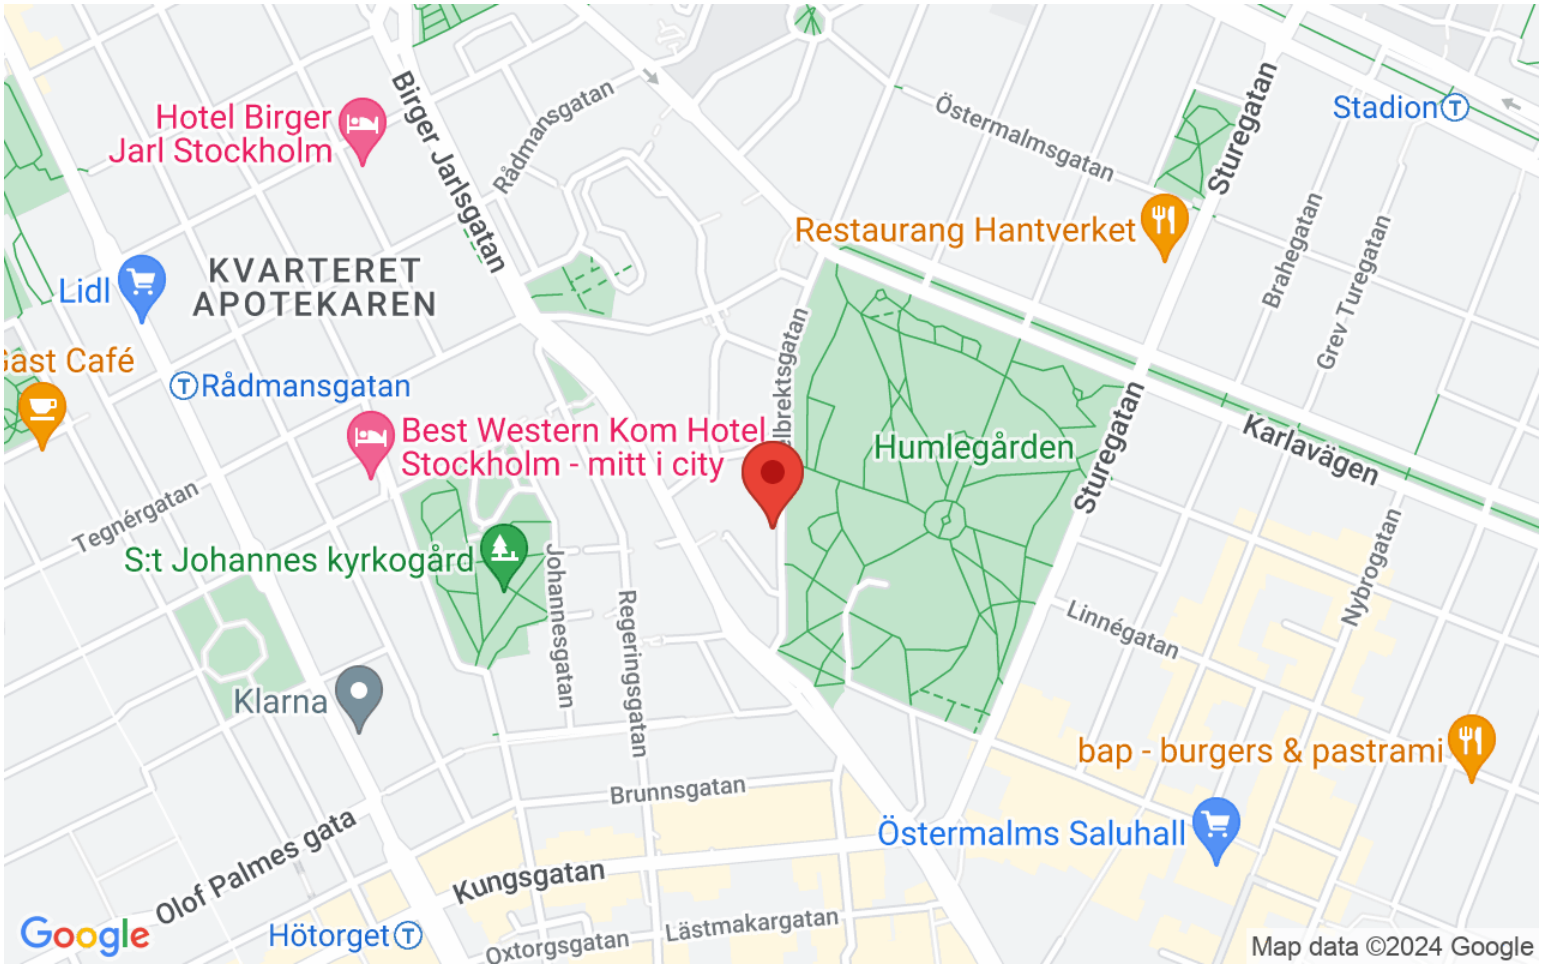 Birger Jarlsgatan
Rådmansgatan
Östermalmsgatan
Sturegatan
Stadion
Hotel Birger
Jarl Stockholm
Restaurang Hantverket
Brahegatan
Grev Turegatan
KVARTERET
APOTEKAREN
Lidl
Gast Café
Rådmansgatan
elbrektsgatan
Best Western Kom Hotel
Stockholm - mitt i city
Humlegården
Sturegatan
Karlavägen
Tegnérgatan
S:t Johannes kyrkogård
Johannesgatan
Regeringsgatan
Linnégatan
Nybrogatan
Klarna
bap - burgers & pastrami
Brunnsgatan
Östermalms Saluhall
Olof Palmes gata
Kungsgatan
Lästmakargatan
Oxtorgsgatan
Hötorget
Google
Map data ©2024 Google